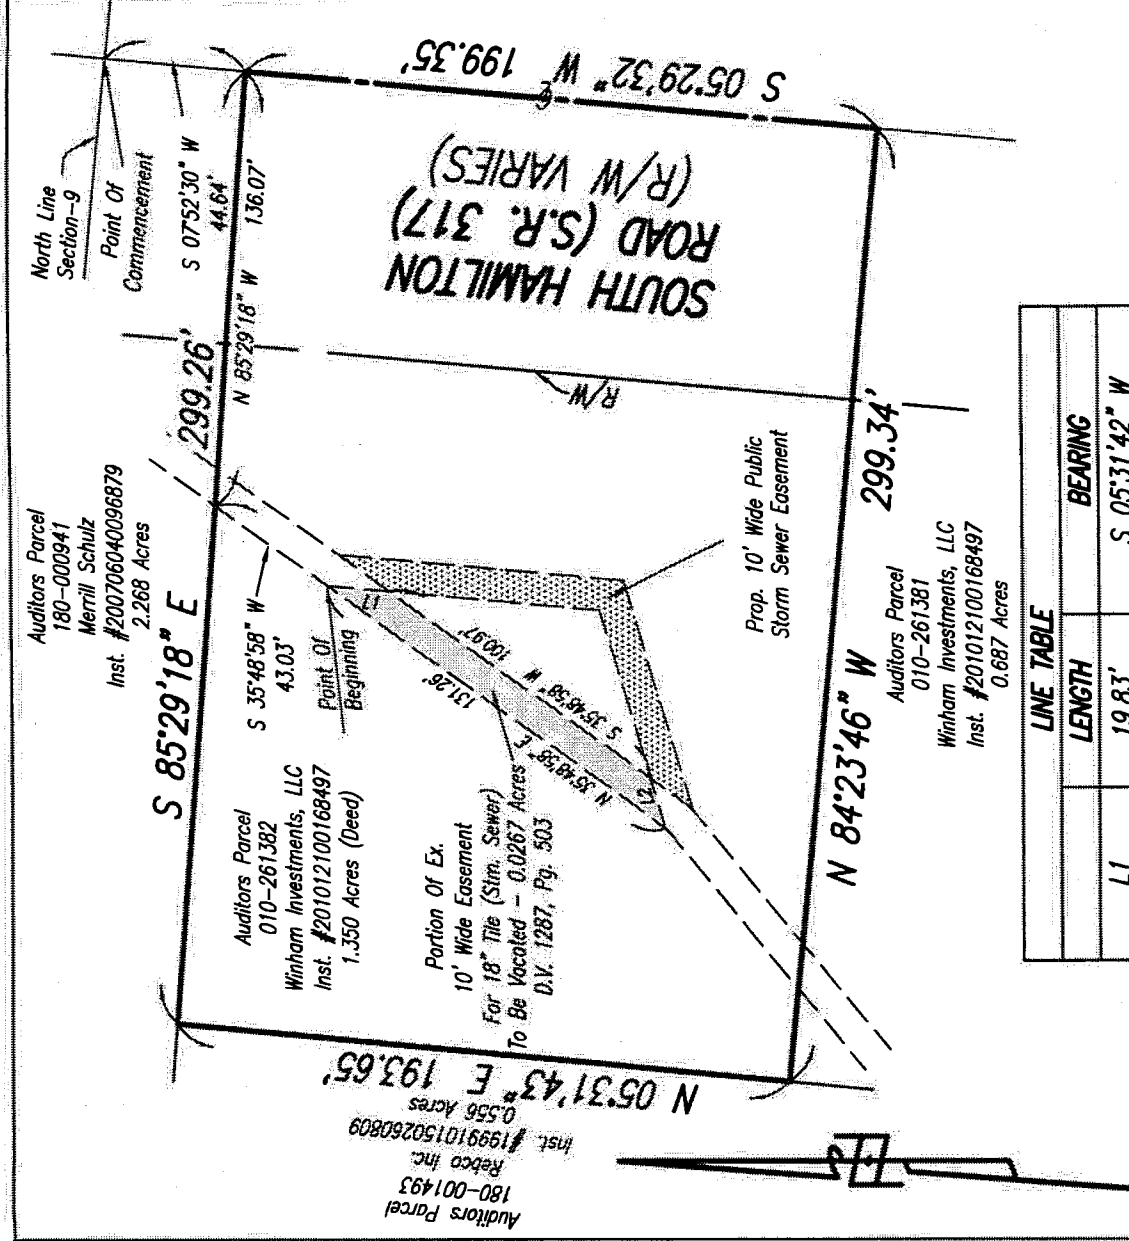 North Line
Section-9
Point Of
Commencement
S 07°52'30" W
44.64'
N 85°29'18" W 136.07'
S 05°29'32" W 199.35'
SOUTH HAMILTON
ROAD (S.R. 317)
(R/W VARIES)
R/W
Auditors Parcel
180-000941
Merrill Schulz
Inst. #200706040096879
2.268 Acres
S 85°29'18" E 299.26'
S 35°48'58" W
43.03'
Point Of
Beginning
L1
131.26'
N 35°48'58" E
S 35°48'58" W 100.97'
L2
Prop. 10' Wide Public
Storm Sewer Easement
Auditors Parcel
010-261382
Winham Investments, LLC
Inst. #201012100168497
1.350 Acres (Deed)
Portion Of Ex.
10' Wide Easement
For 18" Tile (Stm. Sewer)
To Be Vacated - 0.0267 Acres
D.V. 1287, Pg. 503
N 84°23'46" W 299.34'
Auditors Parcel
010-261381
Winham Investments, LLC
Inst. #201012100168497
0.687 Acres
N 05°31'43" E 193.65'
Auditors Parcel
180-001493
Rebco Inc.
Inst. #199910150260809
0.556 Acres
LINE TABLE
LENGTH BEARING
L1 19.83' S 05°31'42" W